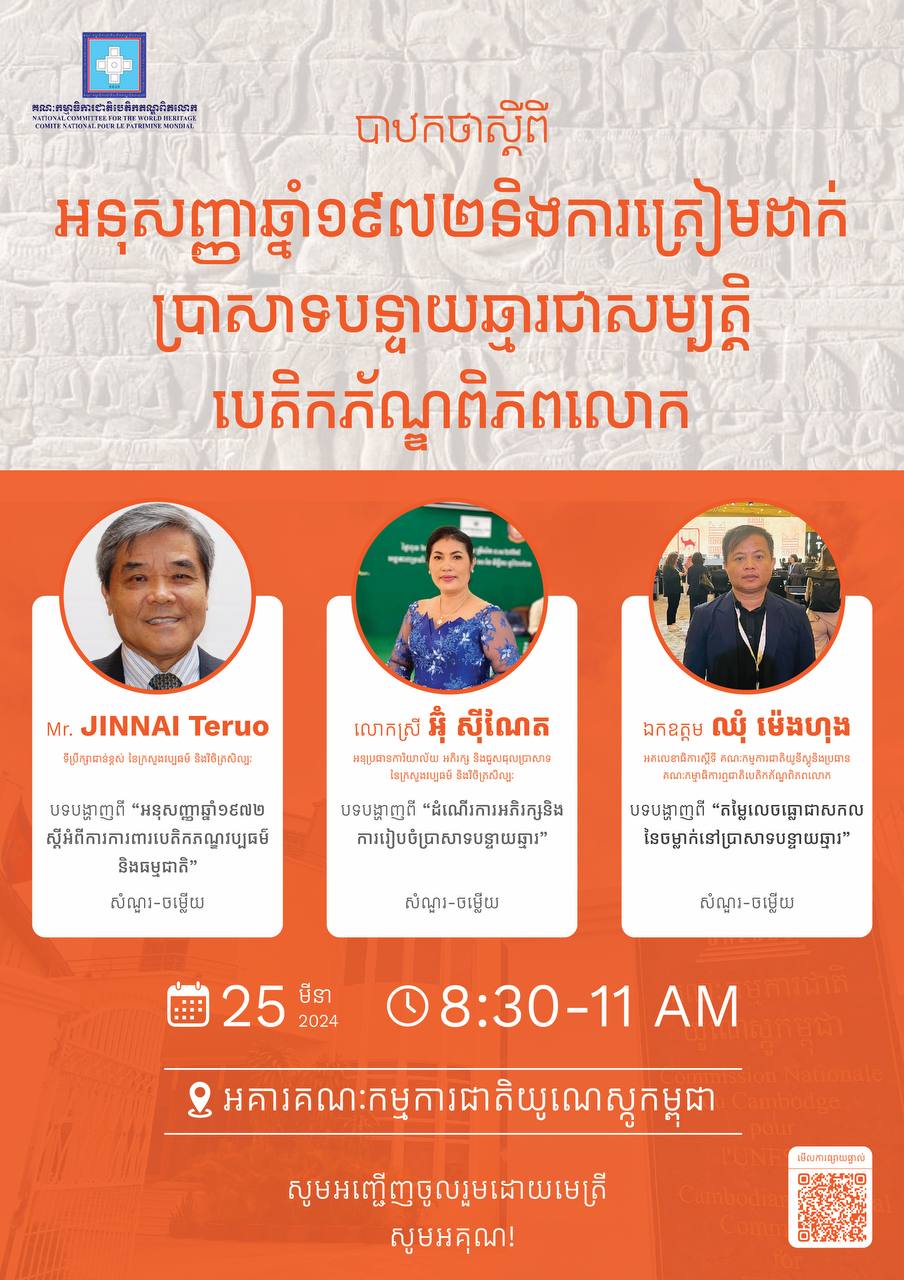 គណៈកម្មាធិការជាតិបេតិកភណ្ឌពិភពលោក
NATIONAL COMMITTEE FOR THE WORLD HERITAGE
COMITE NATIONAL POUR LE PATRIMOINE MONDIAL
បាឋកថាស្តីពី
អនុសញ្ញាឆ្នាំ១៩៧២និងការត្រៀមដាក់
ប្រាសាទបន្ទាយឆ្មារជាសម្បត្តិ
បេតិកភ័ណ្ឌពិភពលោក
Mr. JINNAI Teruo
ទីប្រឹក្សាជាន់ខ្ពស់ នៃក្រសួងវប្បធម៌ និងវិចិត្រសិល្បៈ
បទបង្ហាញពី “អនុសញ្ញាឆ្នាំ១៩៧២
ស្តីអំពីការការពារបេតិកភណ្ឌវប្បធម៌
និងធម្មជាតិ”
សំណួរ-ចម្លើយ
លោកស្រី អ៊ុំ ស៊ីណែត
អនុប្រធានការិយាល័យ អភិរក្ស និងជួសជុលប្រាសាទ
នៃក្រសួងវប្បធម៌ និងវិចិត្រសិល្បៈ
បទបង្ហាញពី “ដំណើរការអភិរក្សនិង
ការរៀបចំប្រាសាទបន្ទាយឆ្មារ”
សំណួរ-ចម្លើយ
ឯកឧត្តម ឈុំ ម៉េងហុង
អគលេខាធិការស្តីទី គណៈកម្មការជាតិយូនីស្កូនិងប្រធាន
គណៈកម្មាធិការព្ឋជាតិបេតិកភ័ណ្ឌពិភពលោក
បទបង្ហាញពី “តម្លៃលេចធ្លោជាសកល
នៃចម្លាក់នៅប្រាសាទបន្ទាយឆ្មារ”
សំណួរ-ចម្លើយ
25 មីនា
2024
8:30-11 AM
អគារគណៈកម្មការជាតិយូណេស្កូកម្ពុជា
មើលការផ្សាយផ្ទាល់
សូមអញ្ជើញចូលរួមដោយមេត្រី
សូមអរគុណ!